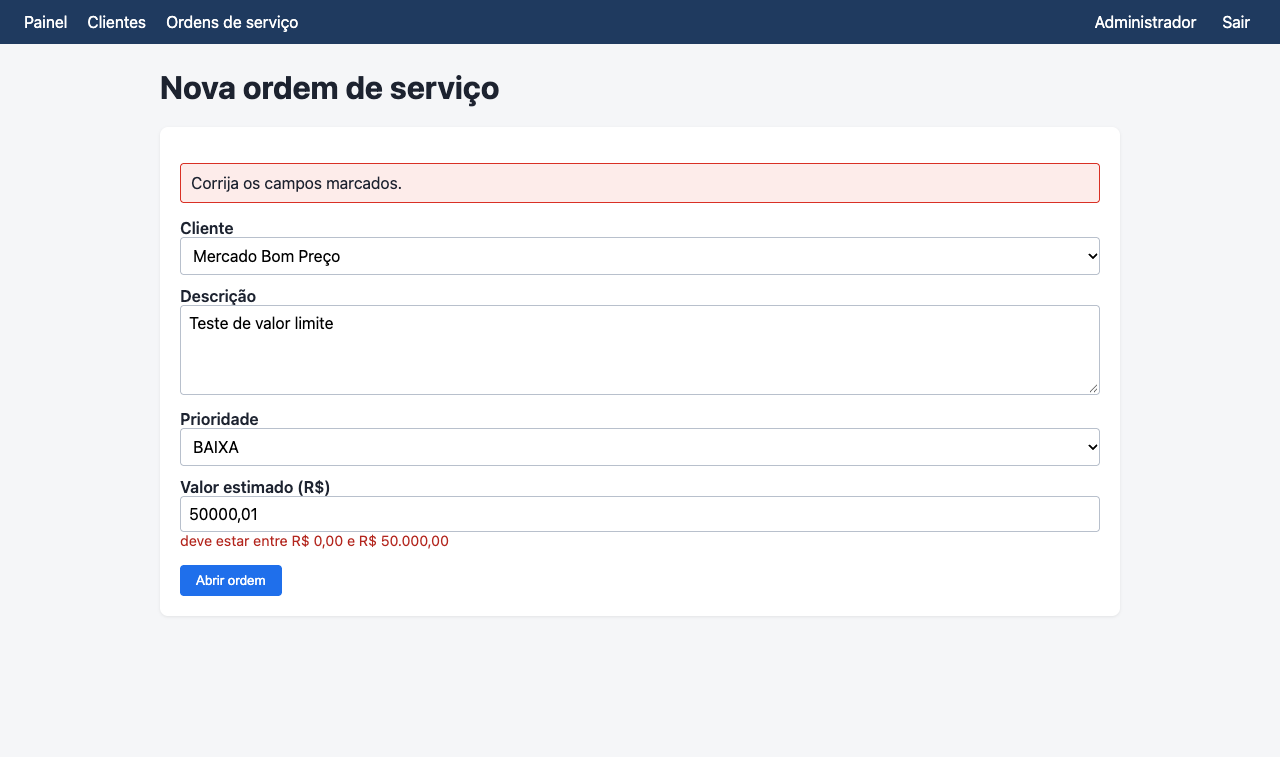 Painel Clientes Ordens de serviço Administrador Sair
Nova ordem de serviço
Corrija os campos marcados.
Cliente
Mercado Bom Preço
Descrição
Teste de valor limite
Prioridade
BAIXA
Valor estimado (R$)
50000,01
deve estar entre R$ 0,00 e R$ 50.000,00
Abrir ordem